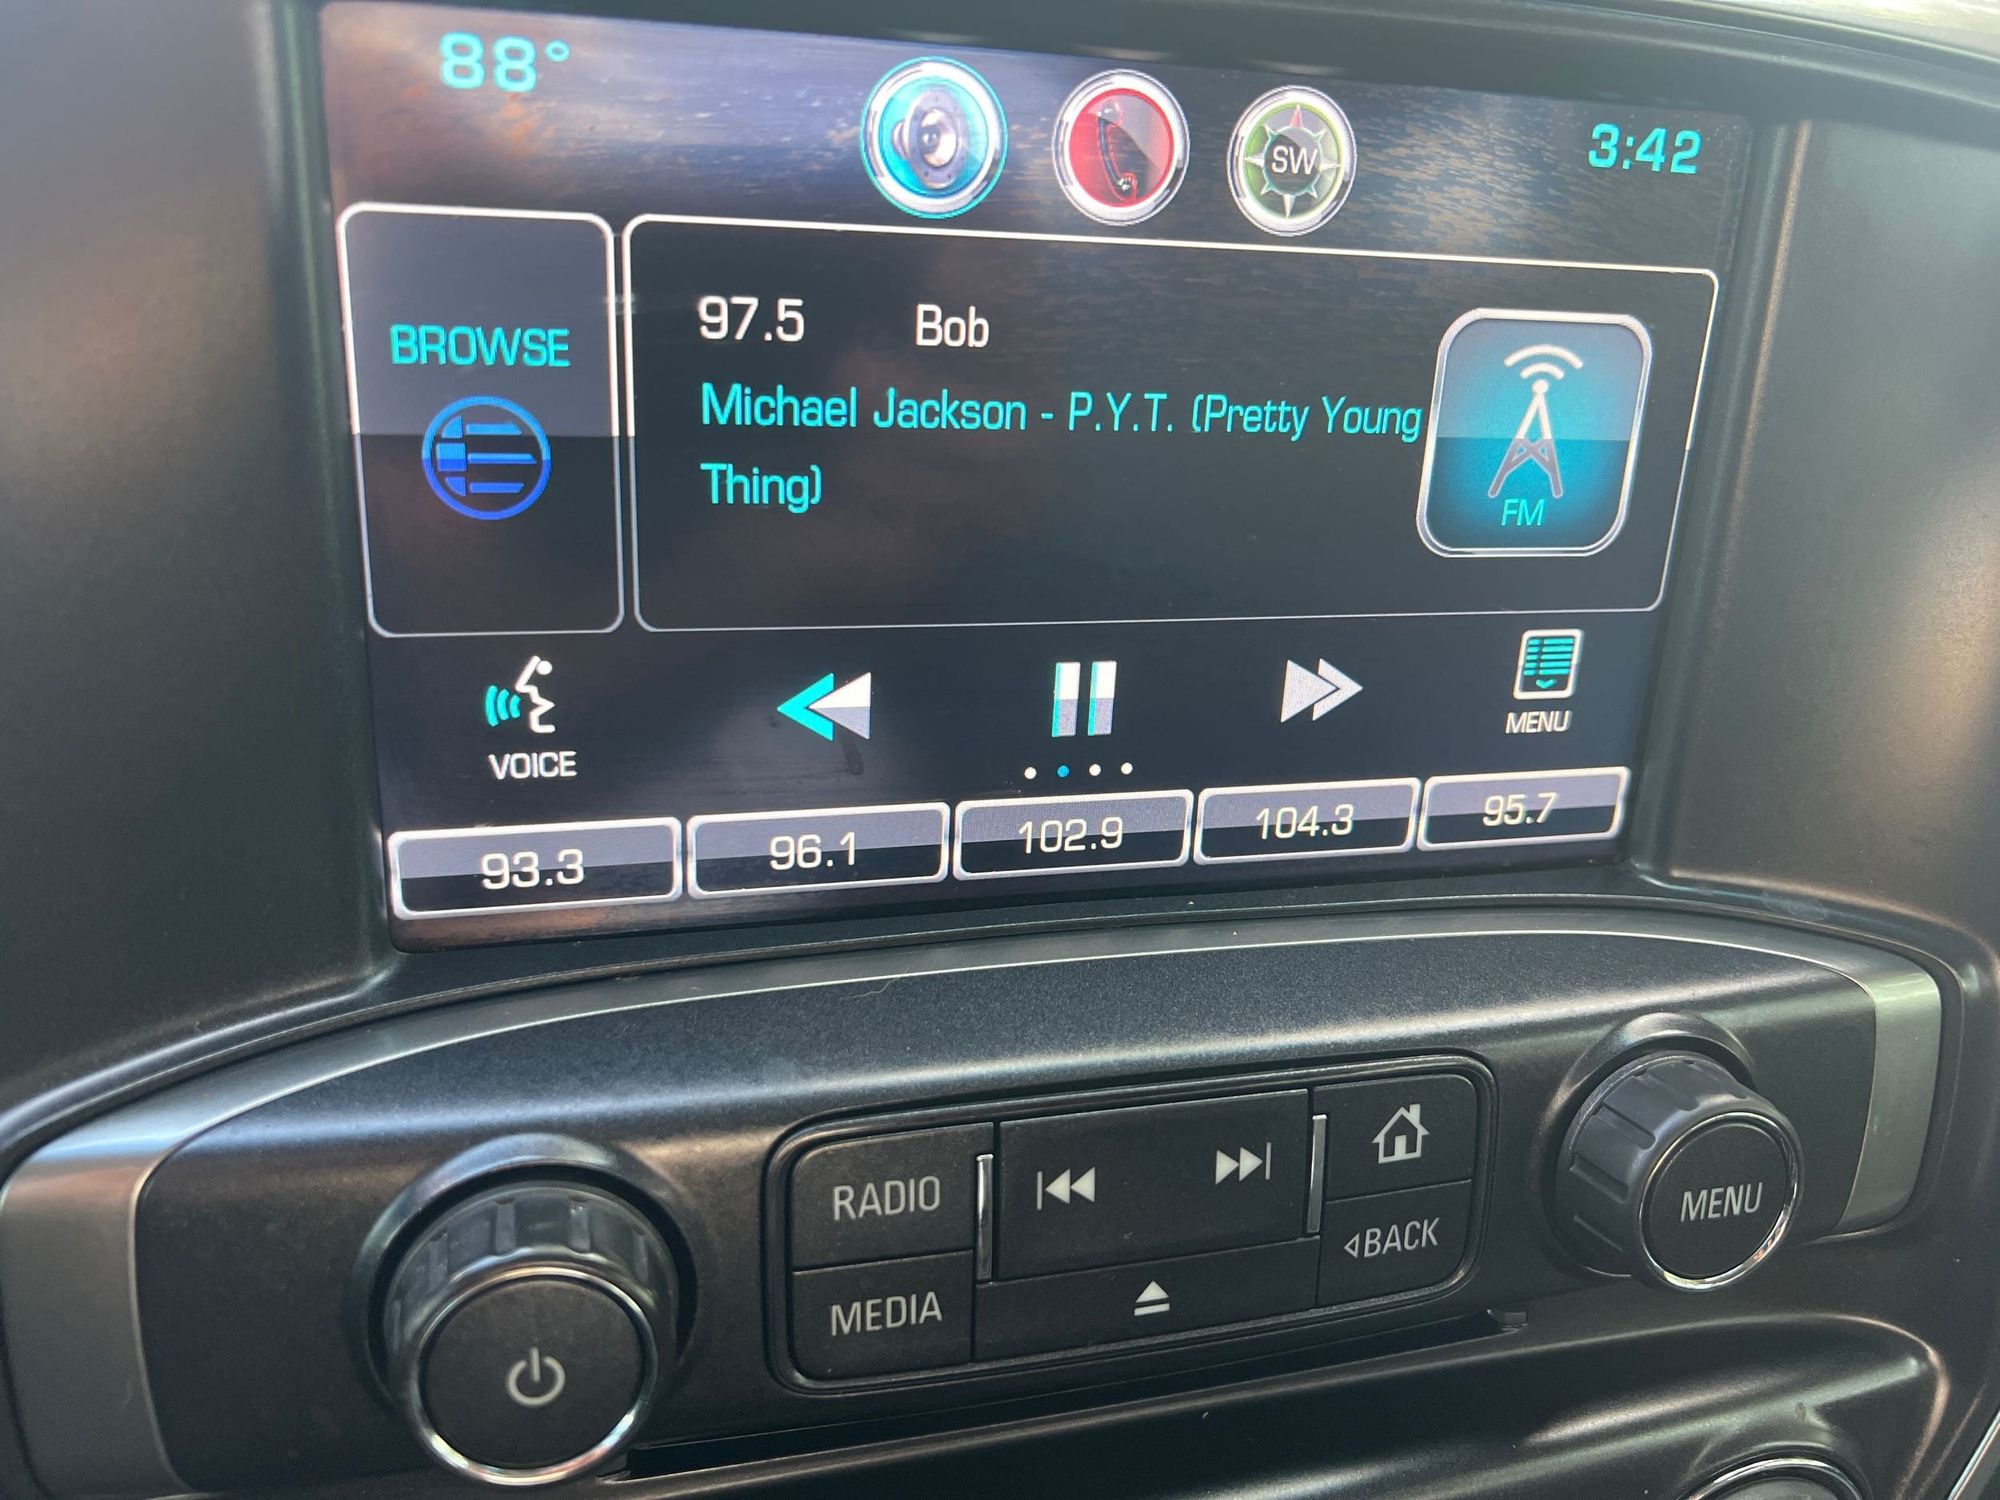 88°
SW
3:42
BROWSE
97.5 Bob
Michael Jackson - P.Y.T. (Pretty Young
Thing)
FM
VOICE
MENU
93.3 96.1 102.9 104.3 95.7
RADIO
MEDIA
BACK
MENU